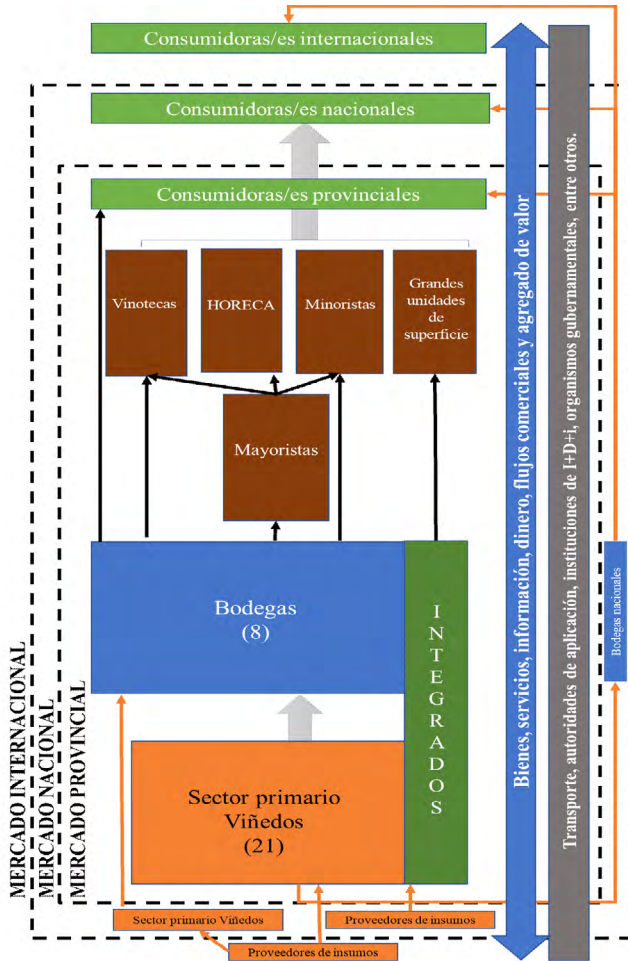 Consumidoras/es internacionales
Consumidoras/es nacionales
Consumidoras/es provinciales
Vinotecas
HORECA
Minoristas
Grandes
unidades
de
superficie
Mayoristas
Bodegas
(8)
INTEGRADOS
Sector primario
Viñedos
(21)
Sector primario Viñedos
Proveedores de insumos
Proveedores de insumos
MERCADO INTERNACIONAL
MERCADO NACIONAL
MERCADO PROVINCIAL
Bienes, servicios, información, dinero, flujos comerciales y agregado de valor
Transporte, autoridades de aplicación, instituciones de I+D+i, organismos gubernamentales, entre otros.
Bodegas nacionales